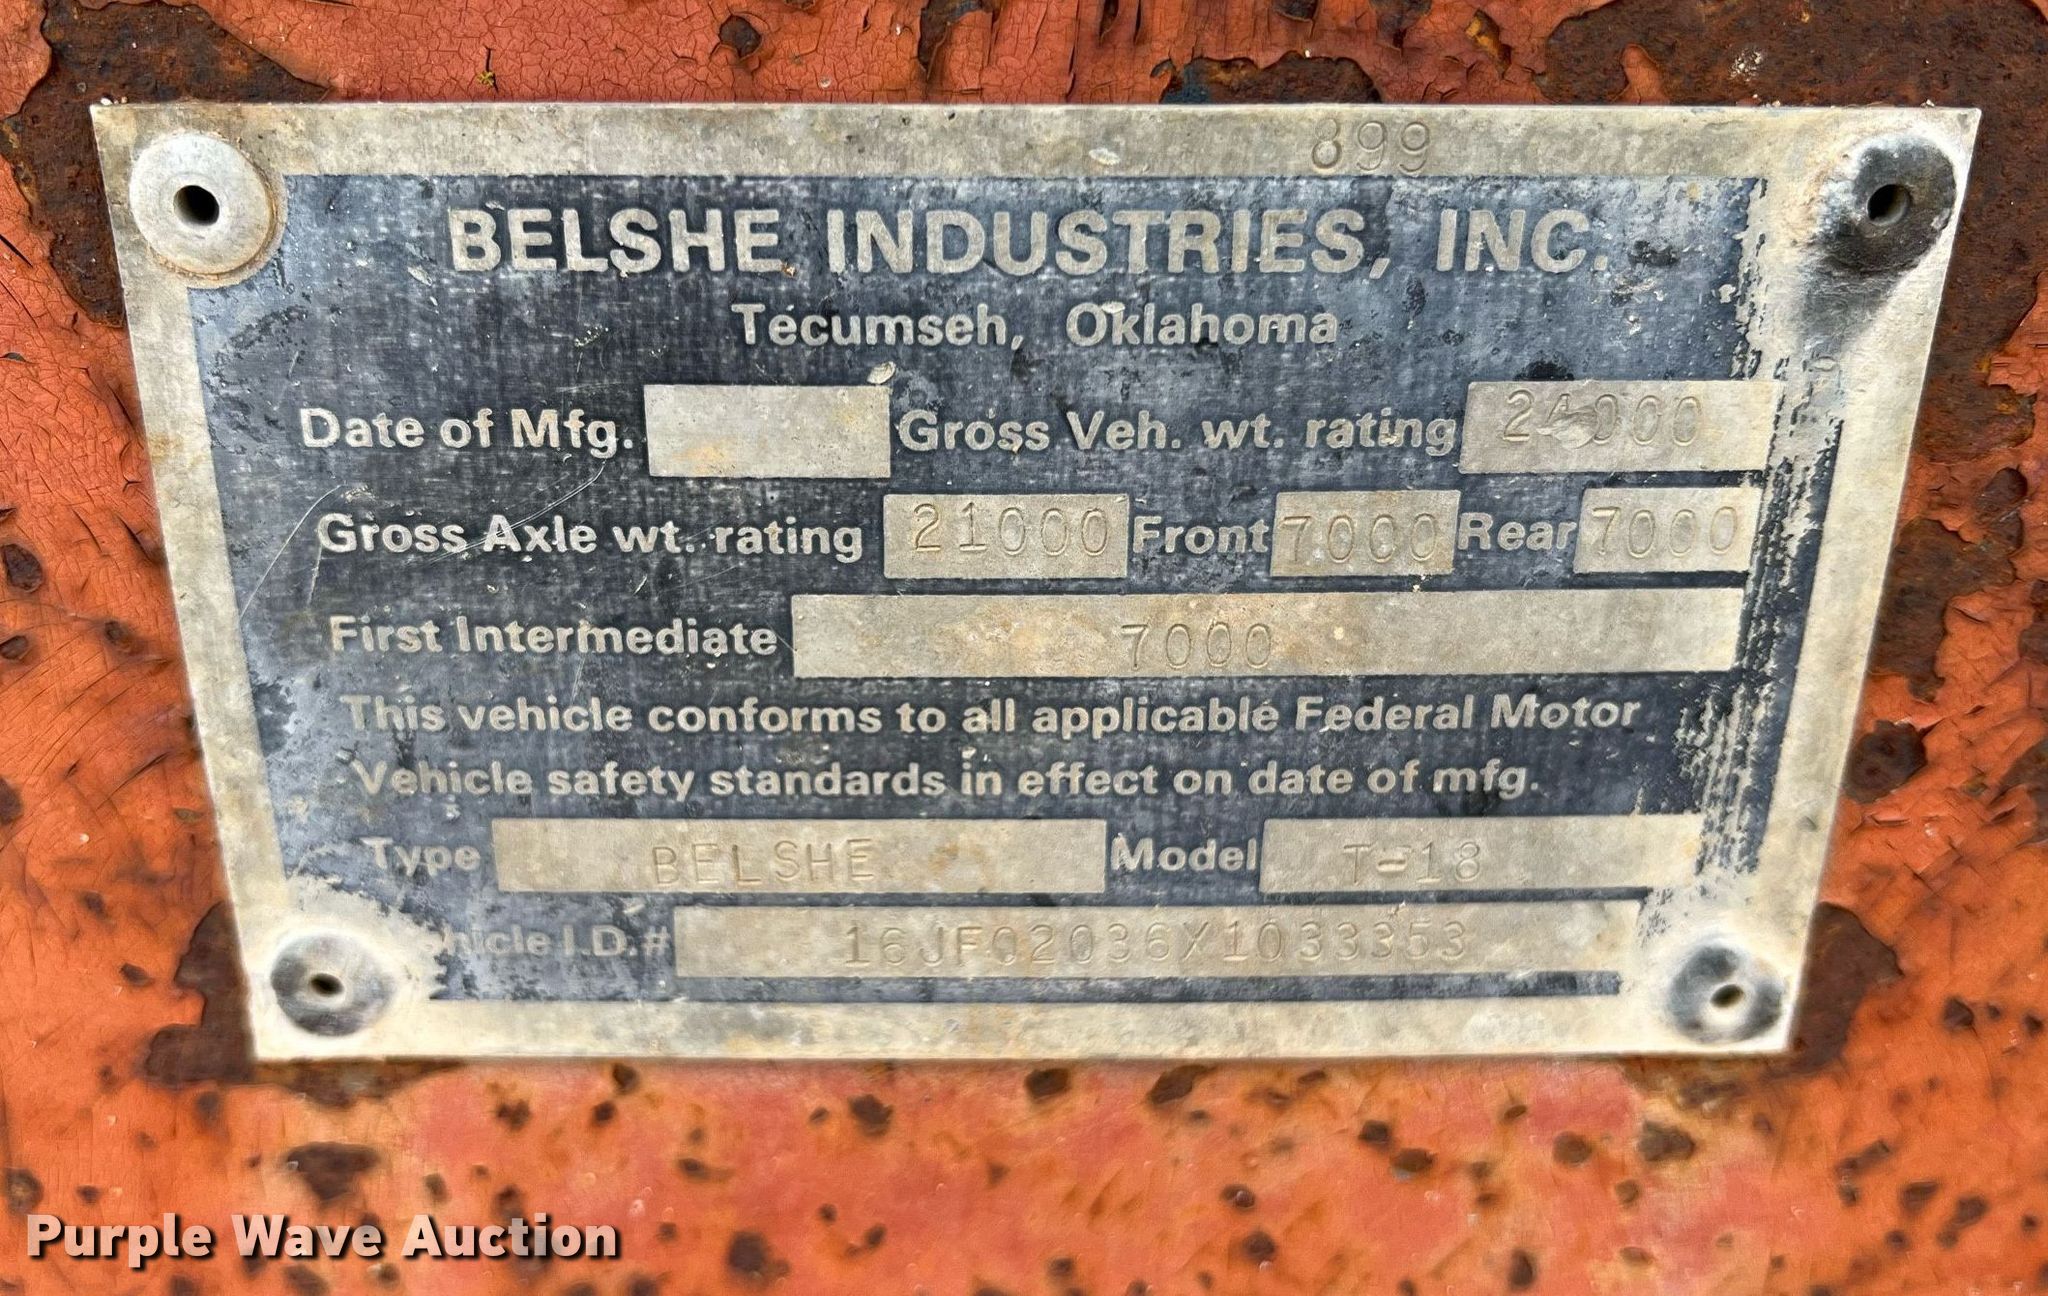 899
BELSHE INDUSTRIES, INC.
Tecumseh, Oklahoma
Date of Mfg. Gross Veh. wt. rating 24000
Gross Axle wt. rating 21000 Front 7000 Rear 7000
First Intermediate 7000
This vehicle conforms to all applicable Federal Motor
Vehicle safety standards in effect on date of mfg.
Type BELSHE Model T-18
Vehicle I.D.# 16JF02036X1033353
Purple Wave Auction